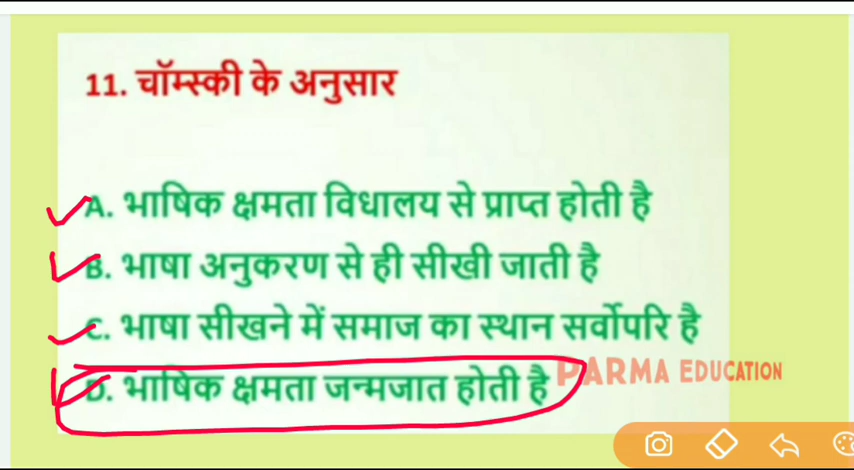 11. चॉम्स्की के अनुसार
A. भाषिक क्षमता विधालय से प्राप्त होती है
B. भाषा अनुकरण से ही सीखी जाती है
C. भाषा सीखने में समाज का स्थान सर्वोपरि है
D. भाषिक क्षमता जन्मजात होती है
PARMA EDUCATION